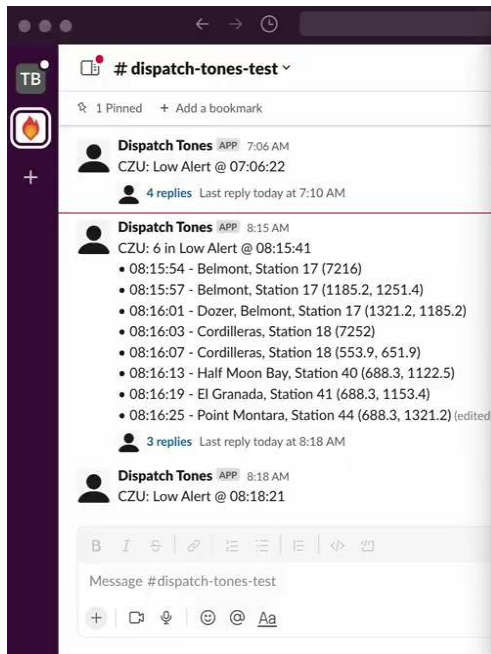 # dispatch-tones-test
TB
1 Pinned + Add a bookmark
Dispatch Tones APP 7:06 AM
CZU: Low Alert @ 07:06:22
4 replies Last reply today at 7:10 AM
Dispatch Tones APP 8:15 AM
CZU: 6 in Low Alert @ 08:15:41
• 08:15:54 - Belmont, Station 17 (7216)
• 08:15:57 - Belmont, Station 17 (1185.2, 1251.4)
• 08:16:01 - Dozer, Belmont, Station 17 (1321.2, 1185.2)
• 08:16:03 - Cordilleras, Station 18 (7252)
• 08:16:07 - Cordilleras, Station 18 (553.9, 651.9)
• 08:16:13 - Half Moon Bay, Station 40 (688.3, 1122.5)
• 08:16:19 - El Granada, Station 41 (688.3, 1153.4)
• 08:16:25 - Point Montara, Station 44 (688.3, 1321.2) (edited
3 replies Last reply today at 8:18 AM
Dispatch Tones APP 8:18 AM
CZU: Low Alert @ 08:18:21
B I S
Message #dispatch-tones-test
+ @ Aa